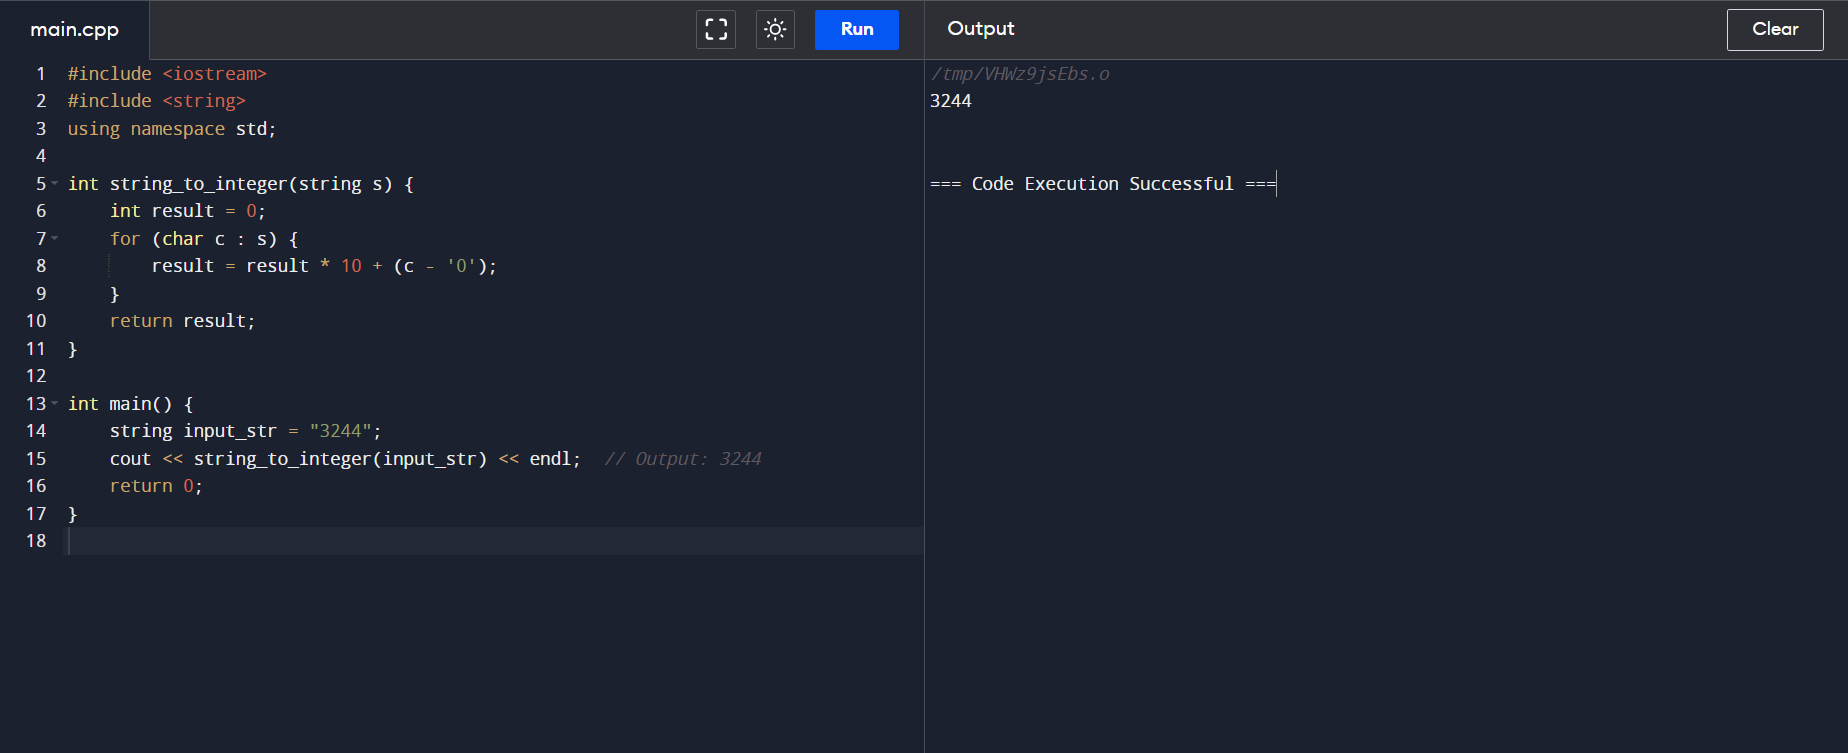 main.cpp
Run
Output
Clear
1 #include <iostream>
2 #include <string>
3 using namespace std;
4
5 int string_to_integer(string s) {
6     int result = 0;
7     for (char c : s) {
8         result = result * 10 + (c - '0');
9     }
10     return result;
11 }
12
13 int main() {
14     string input_str = "3244";
15     cout << string_to_integer(input_str) << endl;  // Output: 3244
16     return 0;
17 }
18
/tmp/VHWz9jsEbs.o
3244
=== Code Execution Successful ===